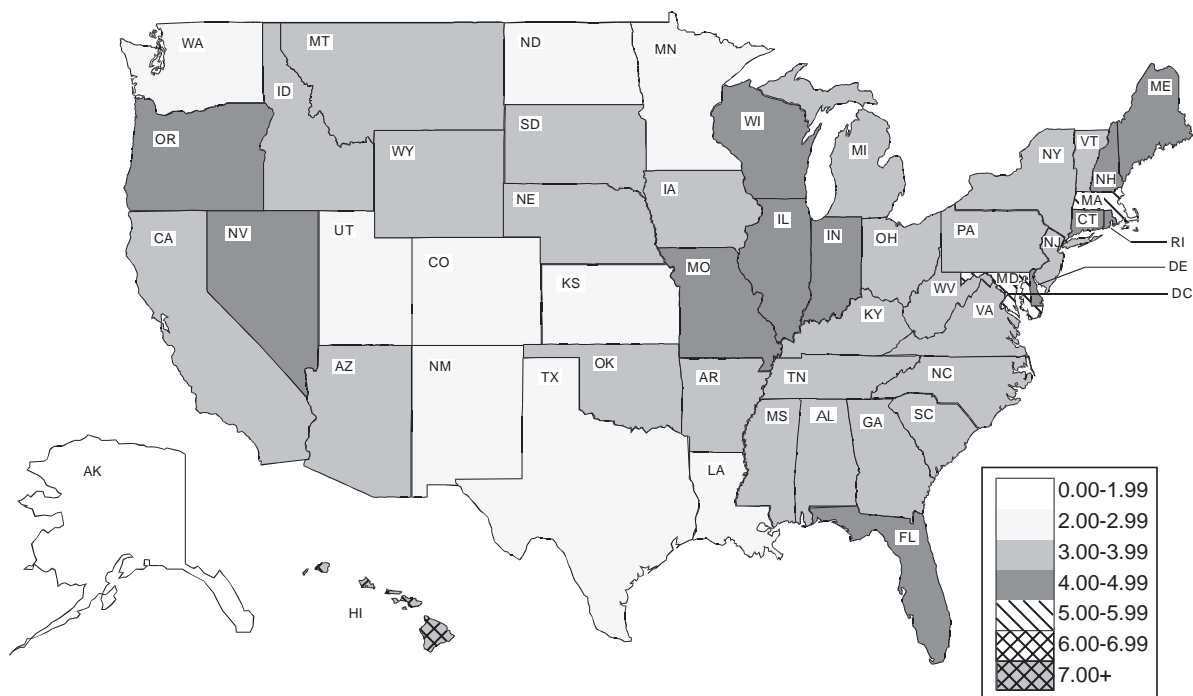 WA
MT
ND
MN
ME
ID
SD
WI
OR
WY
MI
NY
VT
NH
MA
CT
RI
IA
NE
CA
NV
UT
CO
IL
IN
OH
PA
NJ
DE
MO
KS
WV
MD
DC
KY
VA
AZ
NM
TX
OK
AR
TN
NC
MS
AL
GA
SC
LA
AK
FL
HI
0.00-1.99
2.00-2.99
3.00-3.99
4.00-4.99
5.00-5.99
6.00-6.99
7.00+